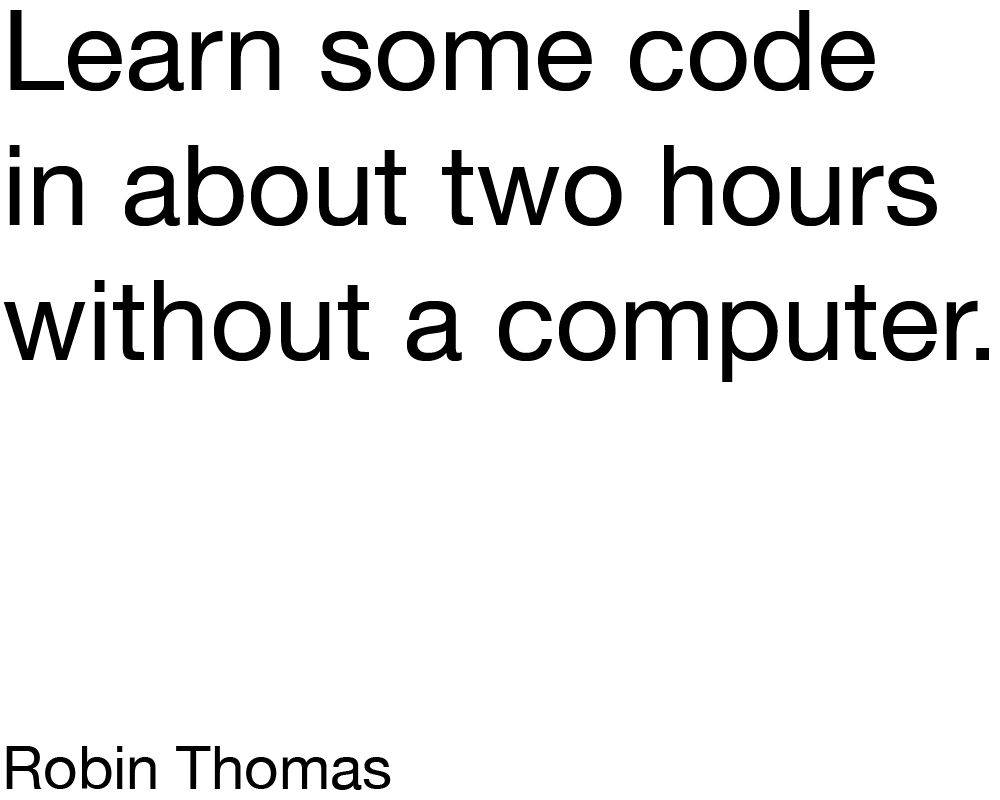 Learn some code
in about two hours
without a computer.
Robin Thomas